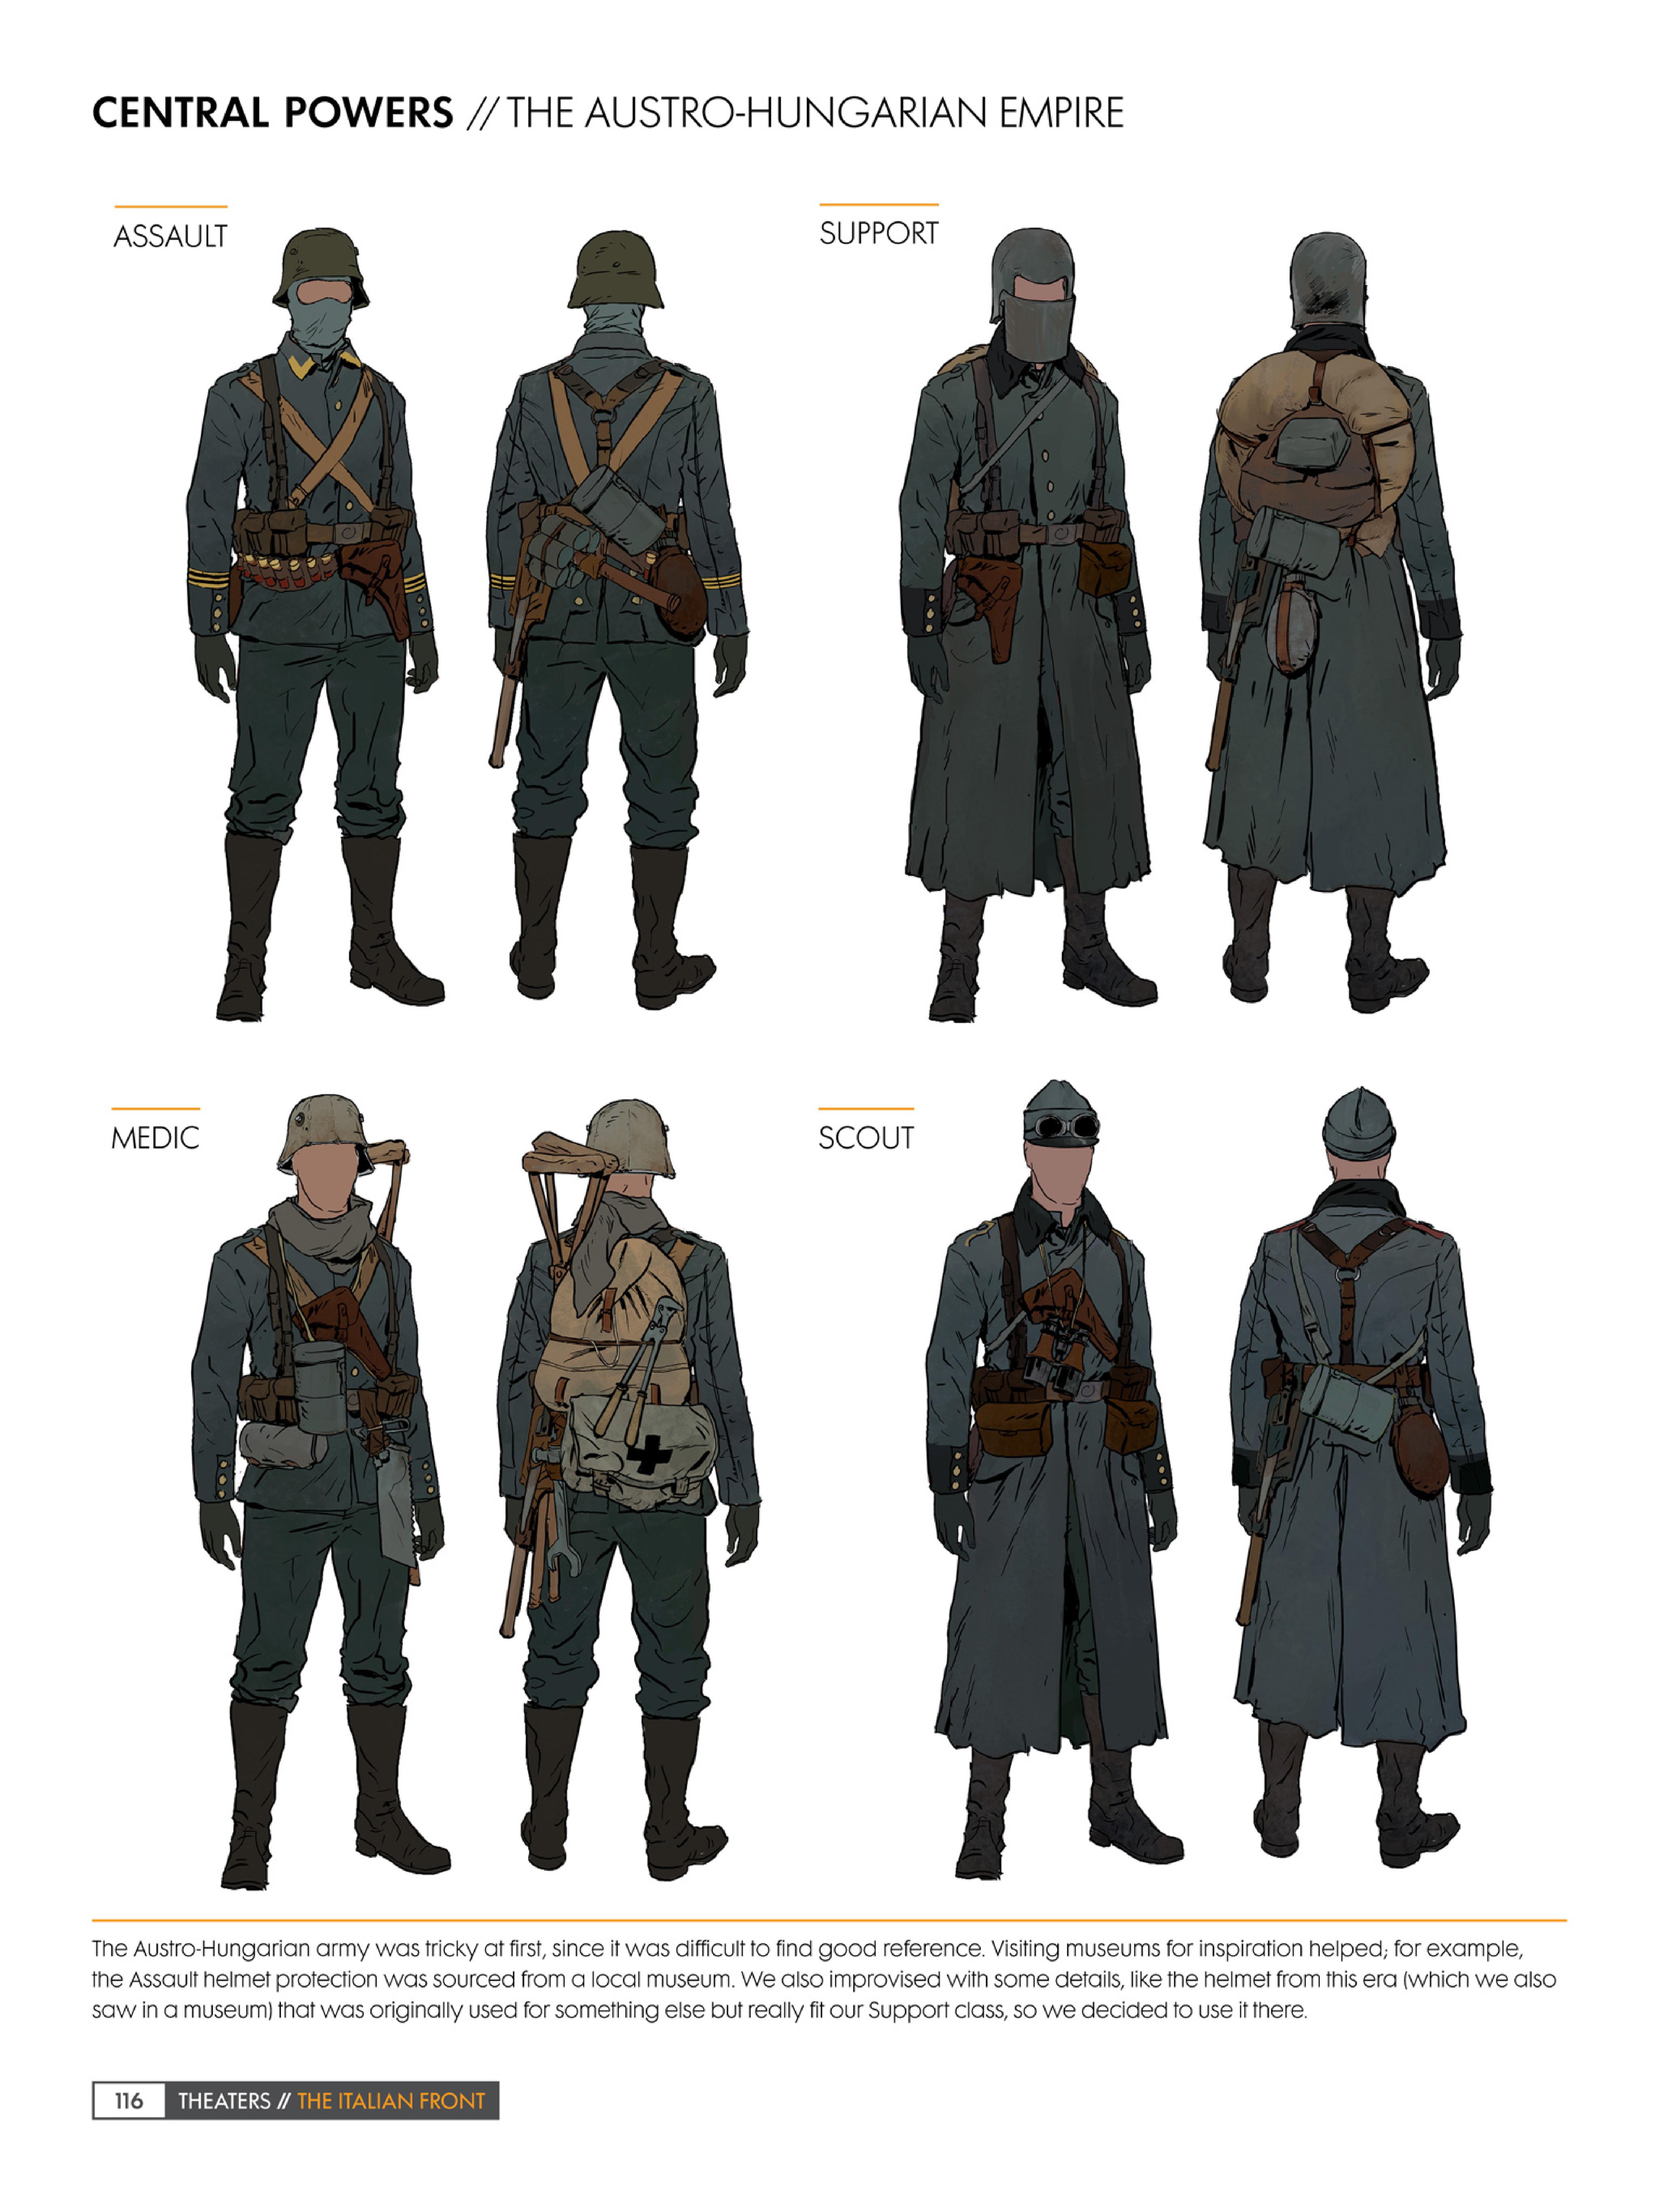 CENTRAL POWERS // THE AUSTRO-HUNGARIAN EMPIRE
ASSAULT
SUPPORT
MEDIC
SCOUT
The Austro-Hungarian army was tricky at first, since it was difficult to find good reference. Visiting museums for inspiration helped; for example,
the Assault helmet protection was sourced from a local museum. We also improvised with some details, like the helmet from this era (which we also
saw in a museum) that was originally used for something else but really fit our Support class, so we decided to use it there.
116 THEATERS // THE ITALIAN FRONT